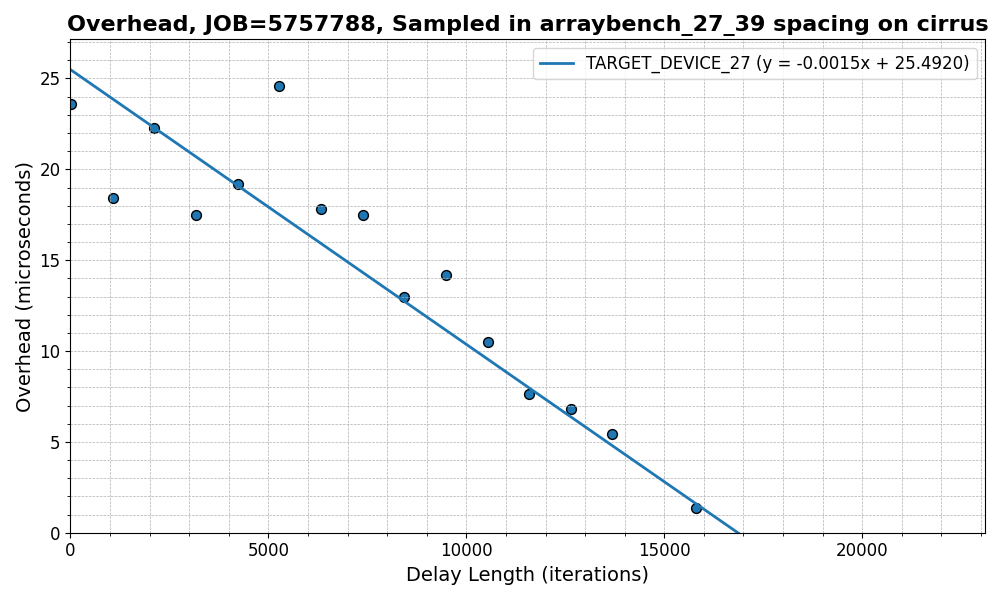 Overhead, JOB=5757788, Sampled in arraybench_27_39 spacing on cirrus
TARGET_DEVICE_27 (y = -0.0015x + 25.4920)
Overhead (microseconds)
25
20
15
10
5
0
0 5000 10000 15000 20000
Delay Length (iterations)